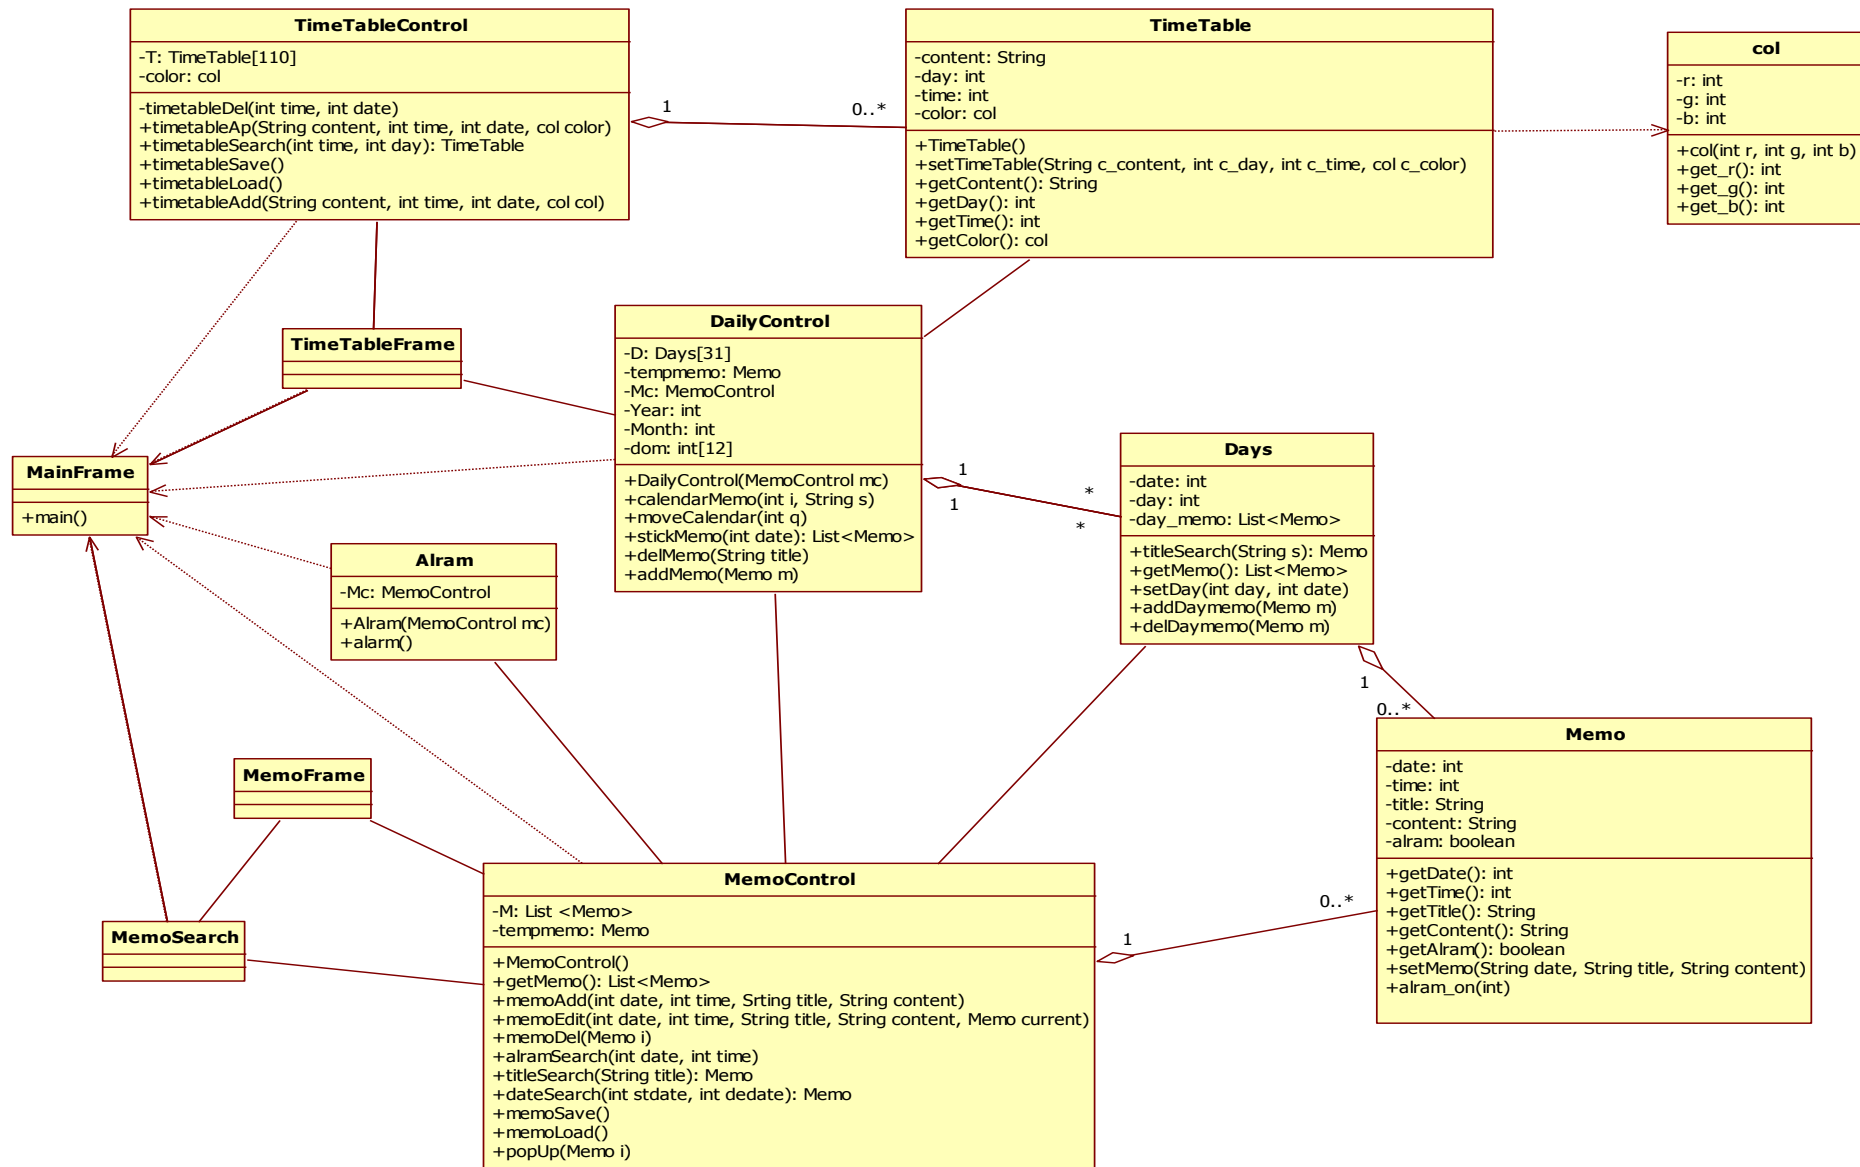 TimeTableControl
-T: TimeTable[110]
-color: col
-timetableDel(int time, int date)
+timetableAp(String content, int time, int date, col color)
+timetableSearch(int time, int day): TimeTable
+timetableSave()
+timetableLoad()
+timetableAdd(String content, int time, int date, col col)
1
0..*
TimeTable
-content: String
-day: int
-time: int
-color: col
+TimeTable()
+setTimeTable(String c_content, int c_day, int c_time, col c_color)
+getContent(): String
+getDay(): int
+getTime(): int
+getColor(): col
col
-r: int
-g: int
-b: int
+col(int r, int g, int b)
+get_r(): int
+get_g(): int
+get_b(): int
TimeTableFrame
DailyControl
-D: Days[31]
-tempmemo: Memo
-Mc: MemoControl
-Year: int
-Month: int
-dom: int[12]
+DailyControl(MemoControl mc)
+calendarMemo(int i, String s)
+moveCalendar(int q)
+stickMemo(int date): List<Memo>
+delMemo(String title)
+addMemo(Memo m)
1
1
*
*
Days
-date: int
-day: int
-day_memo: List<Memo>
+titleSearch(String s): Memo
+getMemo(): List<Memo>
+setDay(int day, int date)
+addDaymemo(Memo m)
+delDaymemo(Memo m)
1
0..*
MainFrame
+main()
Alram
-Mc: MemoControl
+Alram(MemoControl mc)
+alarm()
MemoFrame
MemoSearch
MemoControl
-M: List <Memo>
-tempmemo: Memo
+MemoControl()
+getMemo(): List<Memo>
+memoAdd(int date, int time, Srting title, String content)
+memoEdit(int date, int time, String title, String content, Memo current)
+memoDel(Memo i)
+alramSearch(int date, int time)
+titleSearch(String title): Memo
+dateSearch(int stdate, int dedate): Memo
+memoSave()
+memoLoad()
+popUp(Memo i)
1
0..*
Memo
-date: int
-time: int
-title: String
-content: String
-alram: boolean
+getDate(): int
+getTime(): int
+getTitle(): String
+getContent(): String
+getAlram(): boolean
+setMemo(String date, String title, String content)
+alram_on(int)